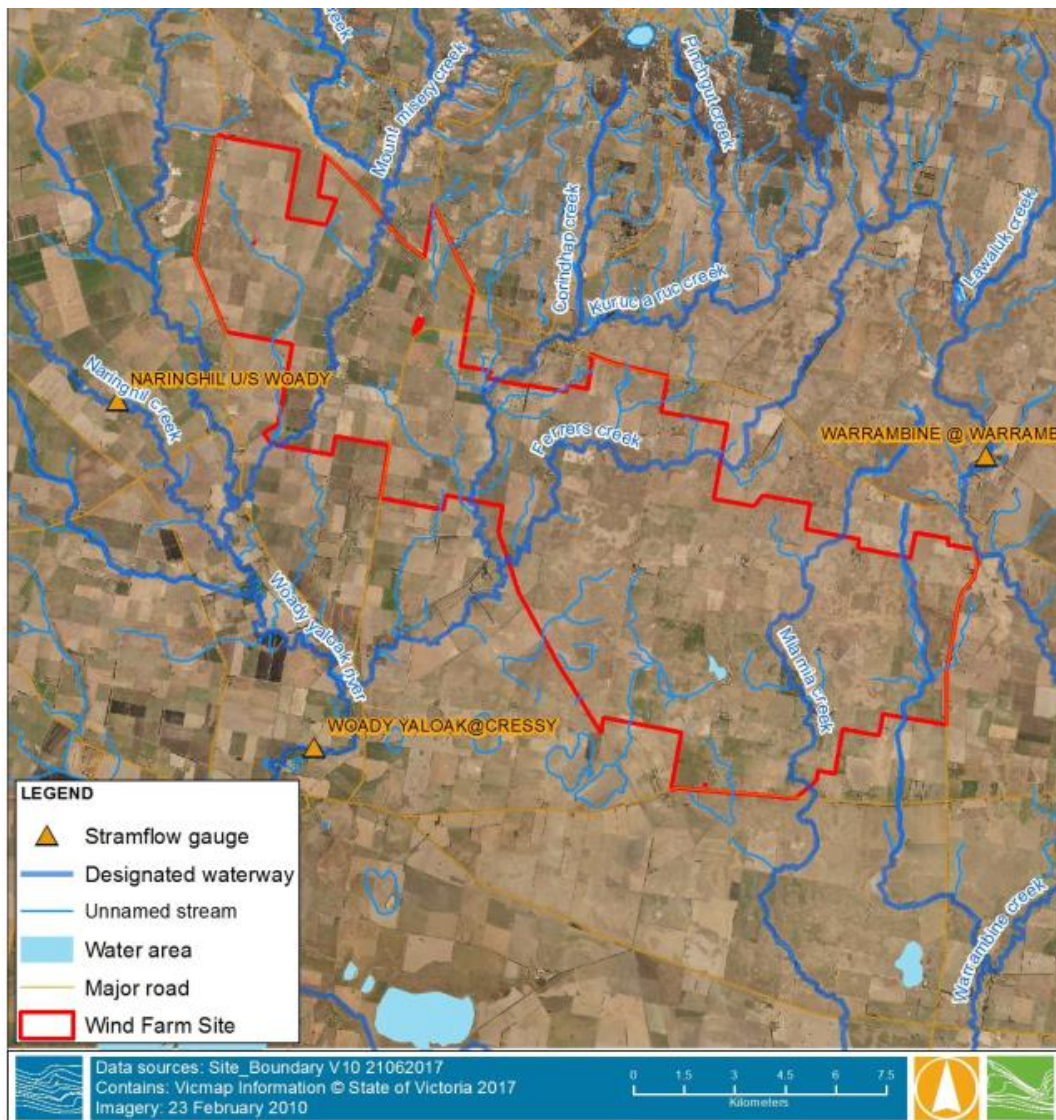 creek
Mount misery creek
Pinchgut creek
Corindhap creek
Lawaluk creek
Kuruc a ruc creek
NARINGHIL U/S WOADY
Naringhil creek
Ferrers creek
WARRAMBINE @ WARRAMB
Woady yaloak river
Mia mia creek
WOADY YALOAK@CRESSY
Warrambine creek
LEGEND
Stramflow gauge
Designated waterway
Unnamed stream
Water area
Major road
Wind Farm Site
Data sources: Site_Boundary V10 21062017
Contains: Vicmap Information © State of Victoria 2017
Imagery: 23 February 2010
0 1.5 3 4.5 6 7.5
Kilometers